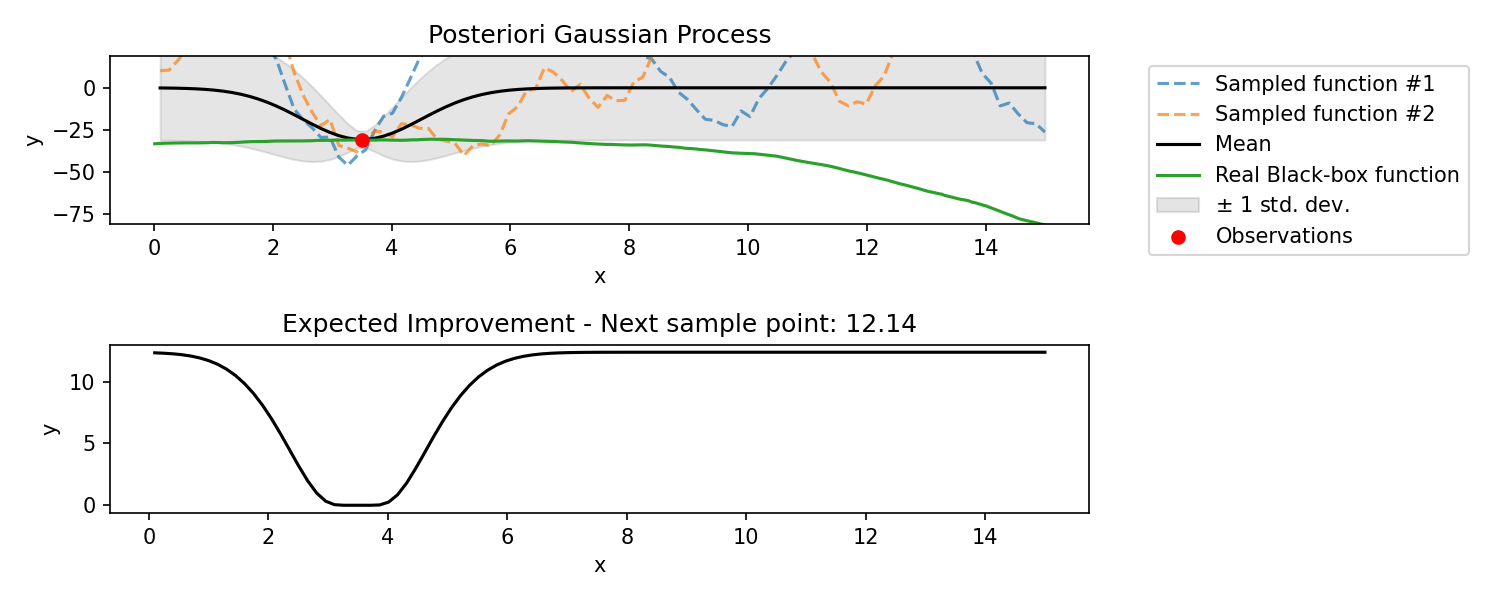 Posteriori Gaussian Process
0
−25
−50
−75
y
0 2 4 6 8 10 12 14
x
Sampled function #1
Sampled function #2
Mean
Real Black-box function
± 1 std. dev.
Observations
Expected Improvement - Next sample point: 12.14
10
5
0
y
0 2 4 6 8 10 12 14
x